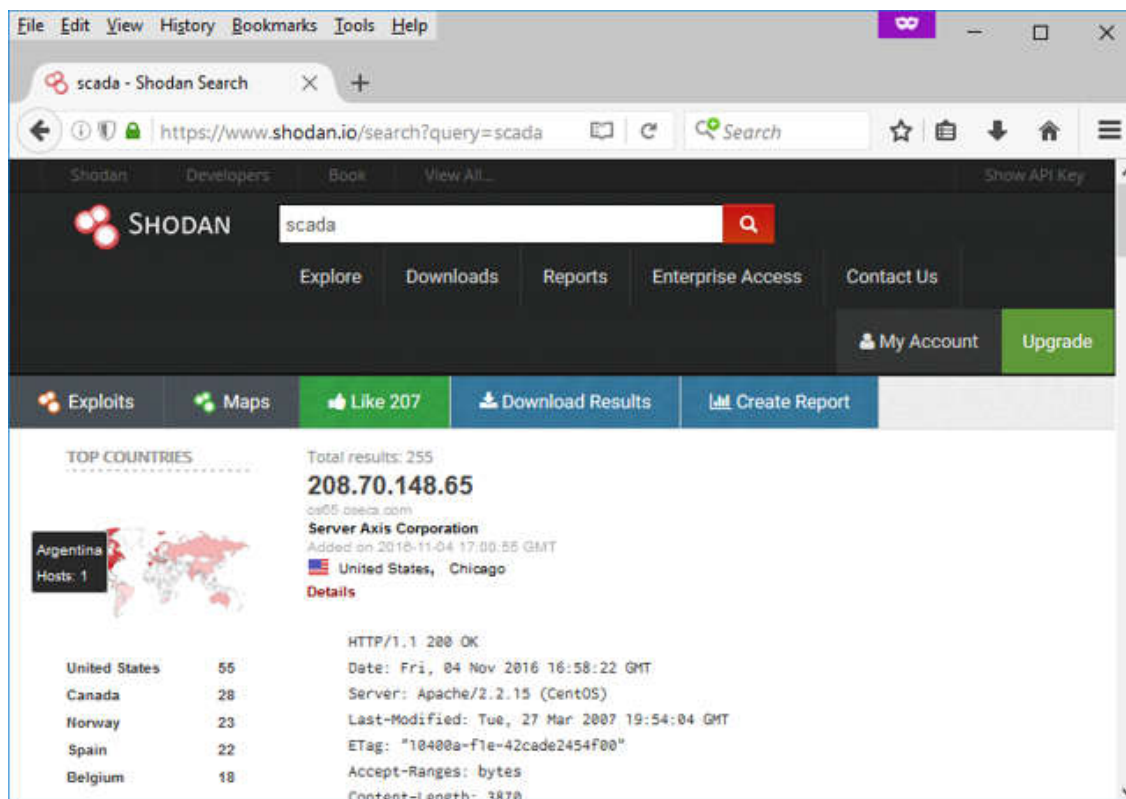 File Edit View History Bookmarks Tools Help
scada - Shodan Search
https://www.shodan.io/search?query=scada
Search
Shodan Developers Book View All... Show API Key
SHODAN
scada
Explore Downloads Reports Enterprise Access Contact Us
My Account Upgrade
Exploits Maps Like 207 Download Results Create Report
TOP COUNTRIES
Argentina
Hosts: 1
United States 55
Canada 28
Norway 23
Spain 22
Belgium 18
Total results: 255
208.70.148.65
Server Axis Corporation
Added on 2016-11-04 17:00:55 GMT
United States, Chicago
Details
HTTP/1.1 200 OK
Date: Fri, 04 Nov 2016 16:58:22 GMT
Server: Apache/2.2.15 (CentOS)
Last-Modified: Tue, 27 Mar 2007 19:54:04 GMT
ETag: "10400a-f1e-42cade2454f00"
Accept-Ranges: bytes
Content-Length: 3870